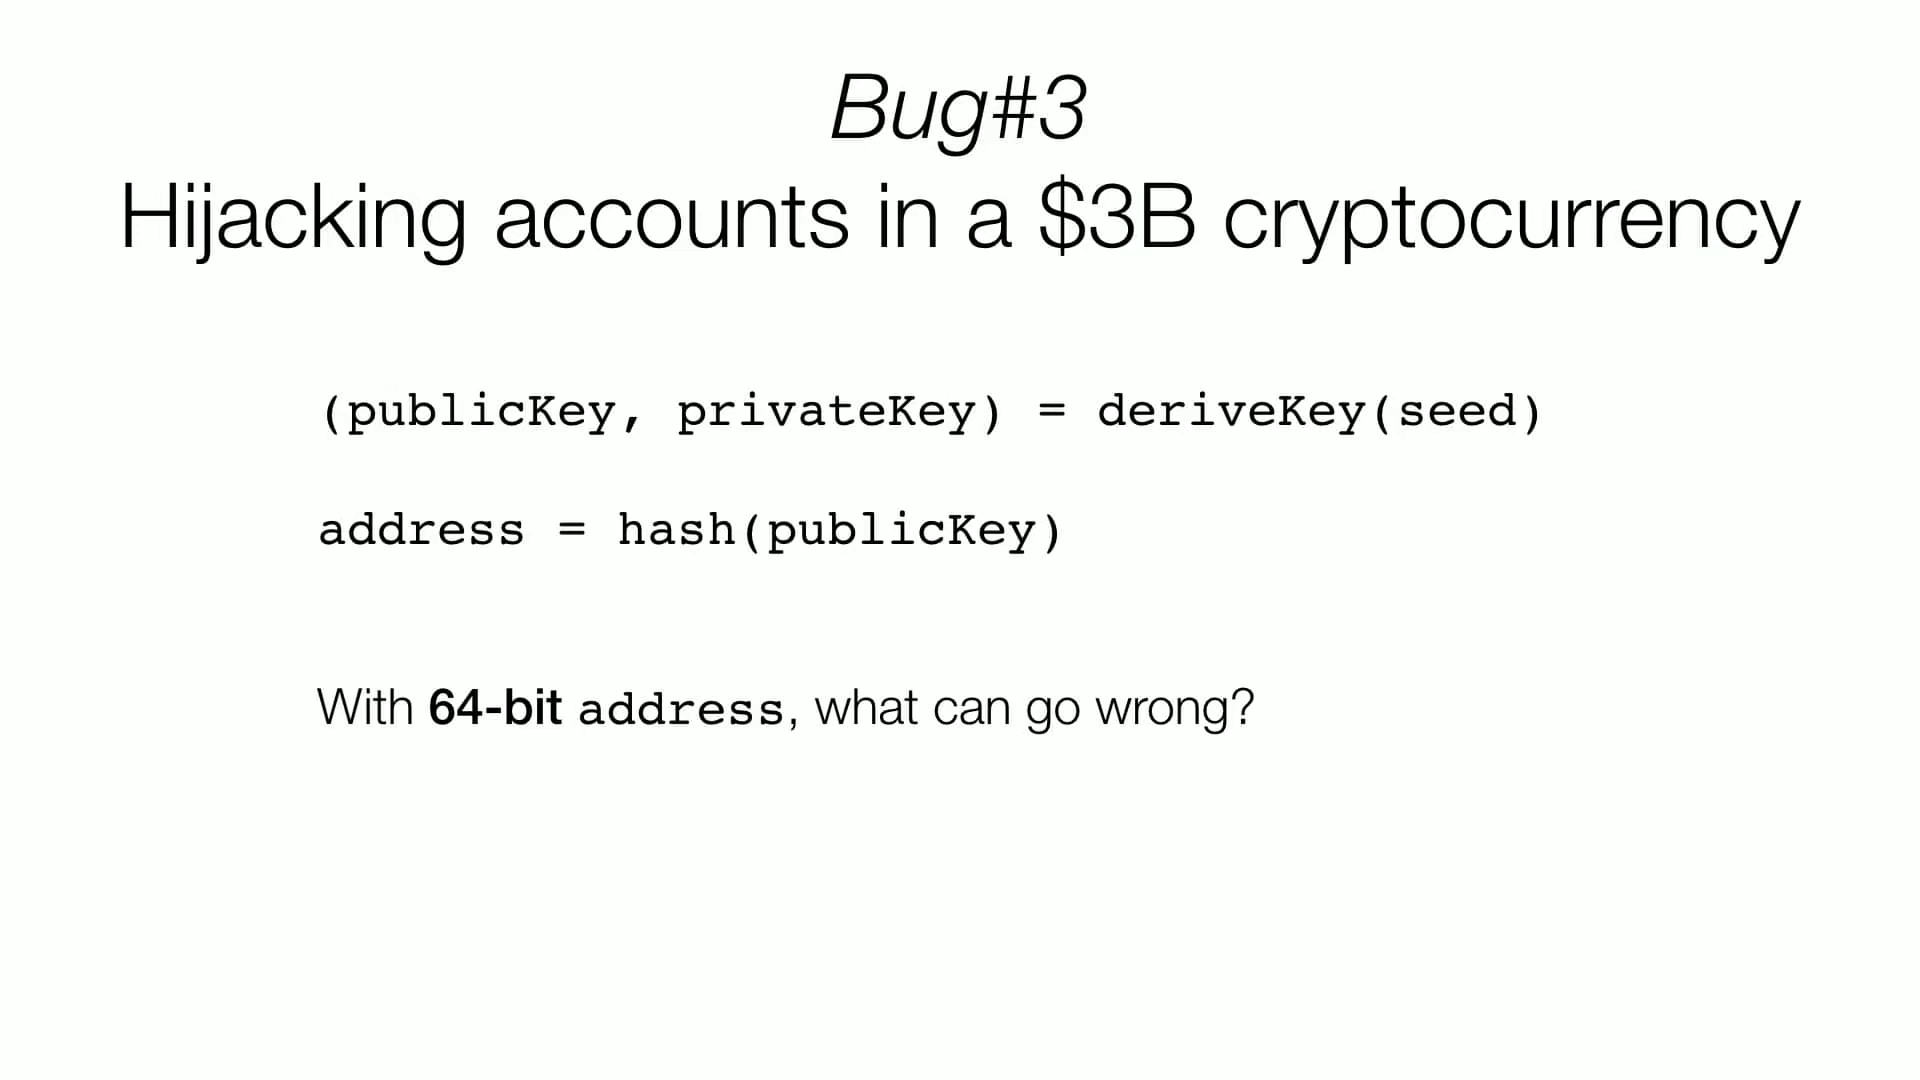 Bug#3
Hijacking accounts in a $3B cryptocurrency
(publicKey, privateKey) = deriveKey(seed)
address = hash(publicKey)
With 64-bit address, what can go wrong?